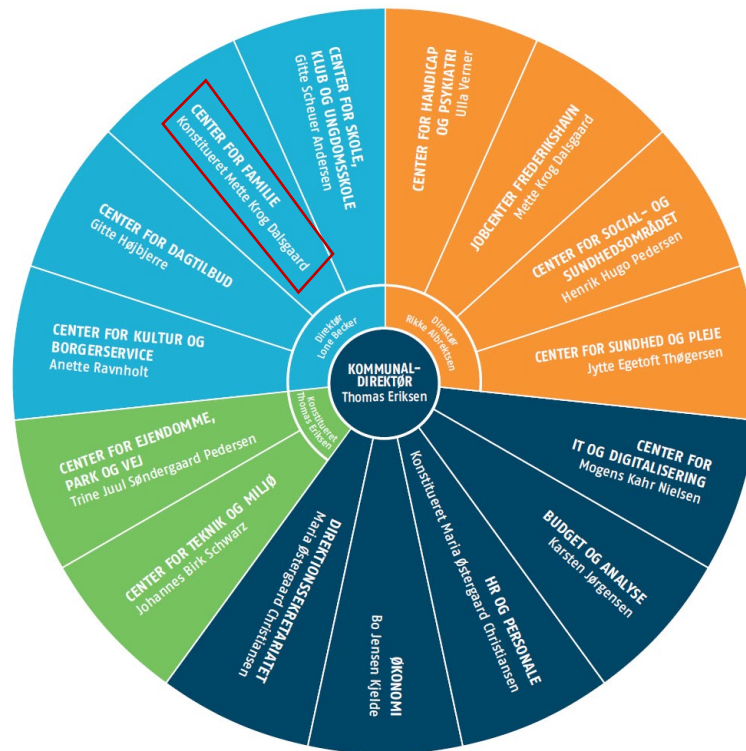 CENTER FOR SKOLE,
KLUB OG UNGDOMSSKOLE
Gitte Scheuer Andersen
CENTER FOR HANDICAP
OG PSYKIATRI
Ulla Verner
JOBCENTER FREDERIKSHAVN
Mette Krog Dalsgaard
CENTER FOR SOCIAL- OG
SUNDHEDSOMRÅDET
Henrik Hugo Pedersen
CENTER FOR SUNDHED OG PLEJE
Jytte Egetoft Thøgersen
CENTER FOR
IT OG DIGITALISERING
Mogens Kahr Nielsen
BUDGET OG ANALYSE
Karsten Jørgensen
HR OG PERSONALE
Konstitueret Maria Østergaard Christiansen
ØKONOMI
Bo Jensen Kjelde
DIREKTIONSSEKRETARIATET
Maria Østergaard Christiansen
CENTER FOR TEKNIK OG MILJØ
Johannes Birk Schwarz
CENTER FOR EJENDOMME,
PARK OG VEJ
Trine Juul Søndergaard Pedersen
CENTER FOR KULTUR OG
BORGERSERVICE
Anette Ravnholt
CENTER FOR DAGTILBUD
Gitte Højbjerre
CENTER FOR FAMILIE
Konstitueret Mette Krog Dalsgaard
Direktør
Lone Becker
Direktør
Rikke Albrektsen
Konstitueret
Thomas Eriksen
KOMMUNAL-
DIREKTØR
Thomas Eriksen